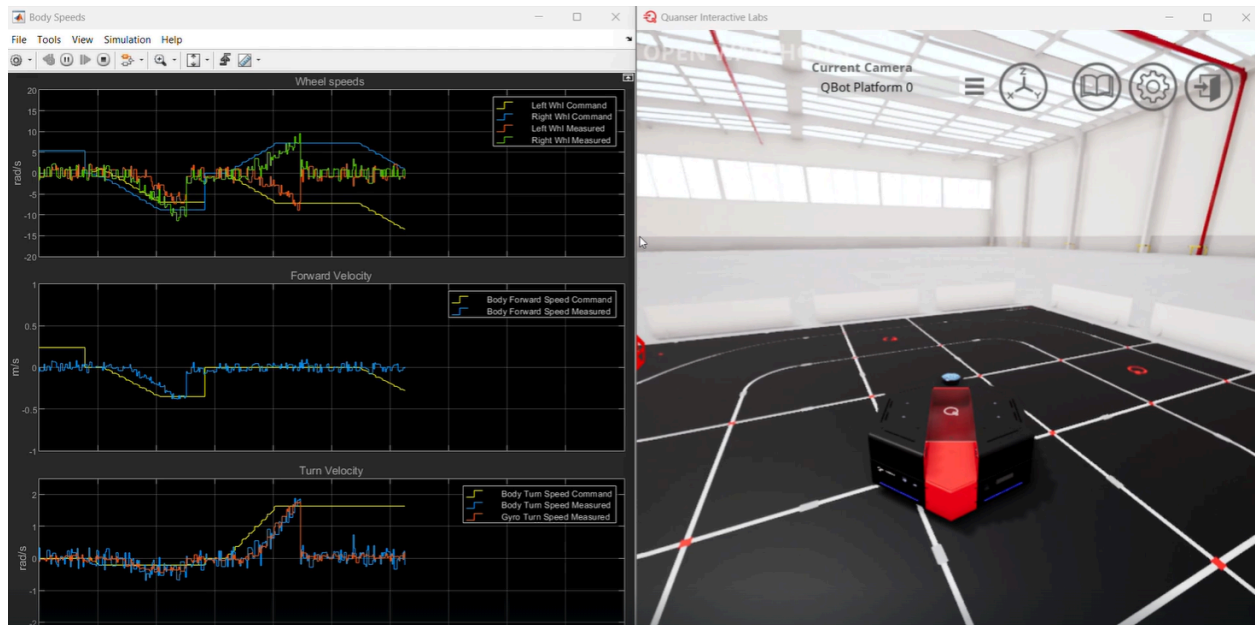 Body Speeds
File Tools View Simulation Help
Wheel speeds
20
15
10
5
0
-5
-10
-15
-20
rad/s
Left Whl Command
Right Whl Command
Left Whl Measured
Right Whl Measured
Forward Velocity
1
0.5
0
-0.5
-1
m/s
Body Forward Speed Command
Body Forward Speed Measured
Turn Velocity
2
1
0
-1
-2
rad/s
Body Turn Speed Command
Body Turn Speed Measured
Gyro Turn Speed Measured
Quanser Interactive Labs
OPEN WAREHOUSE
Current Camera
QBot Platform 0
Z
X
Y